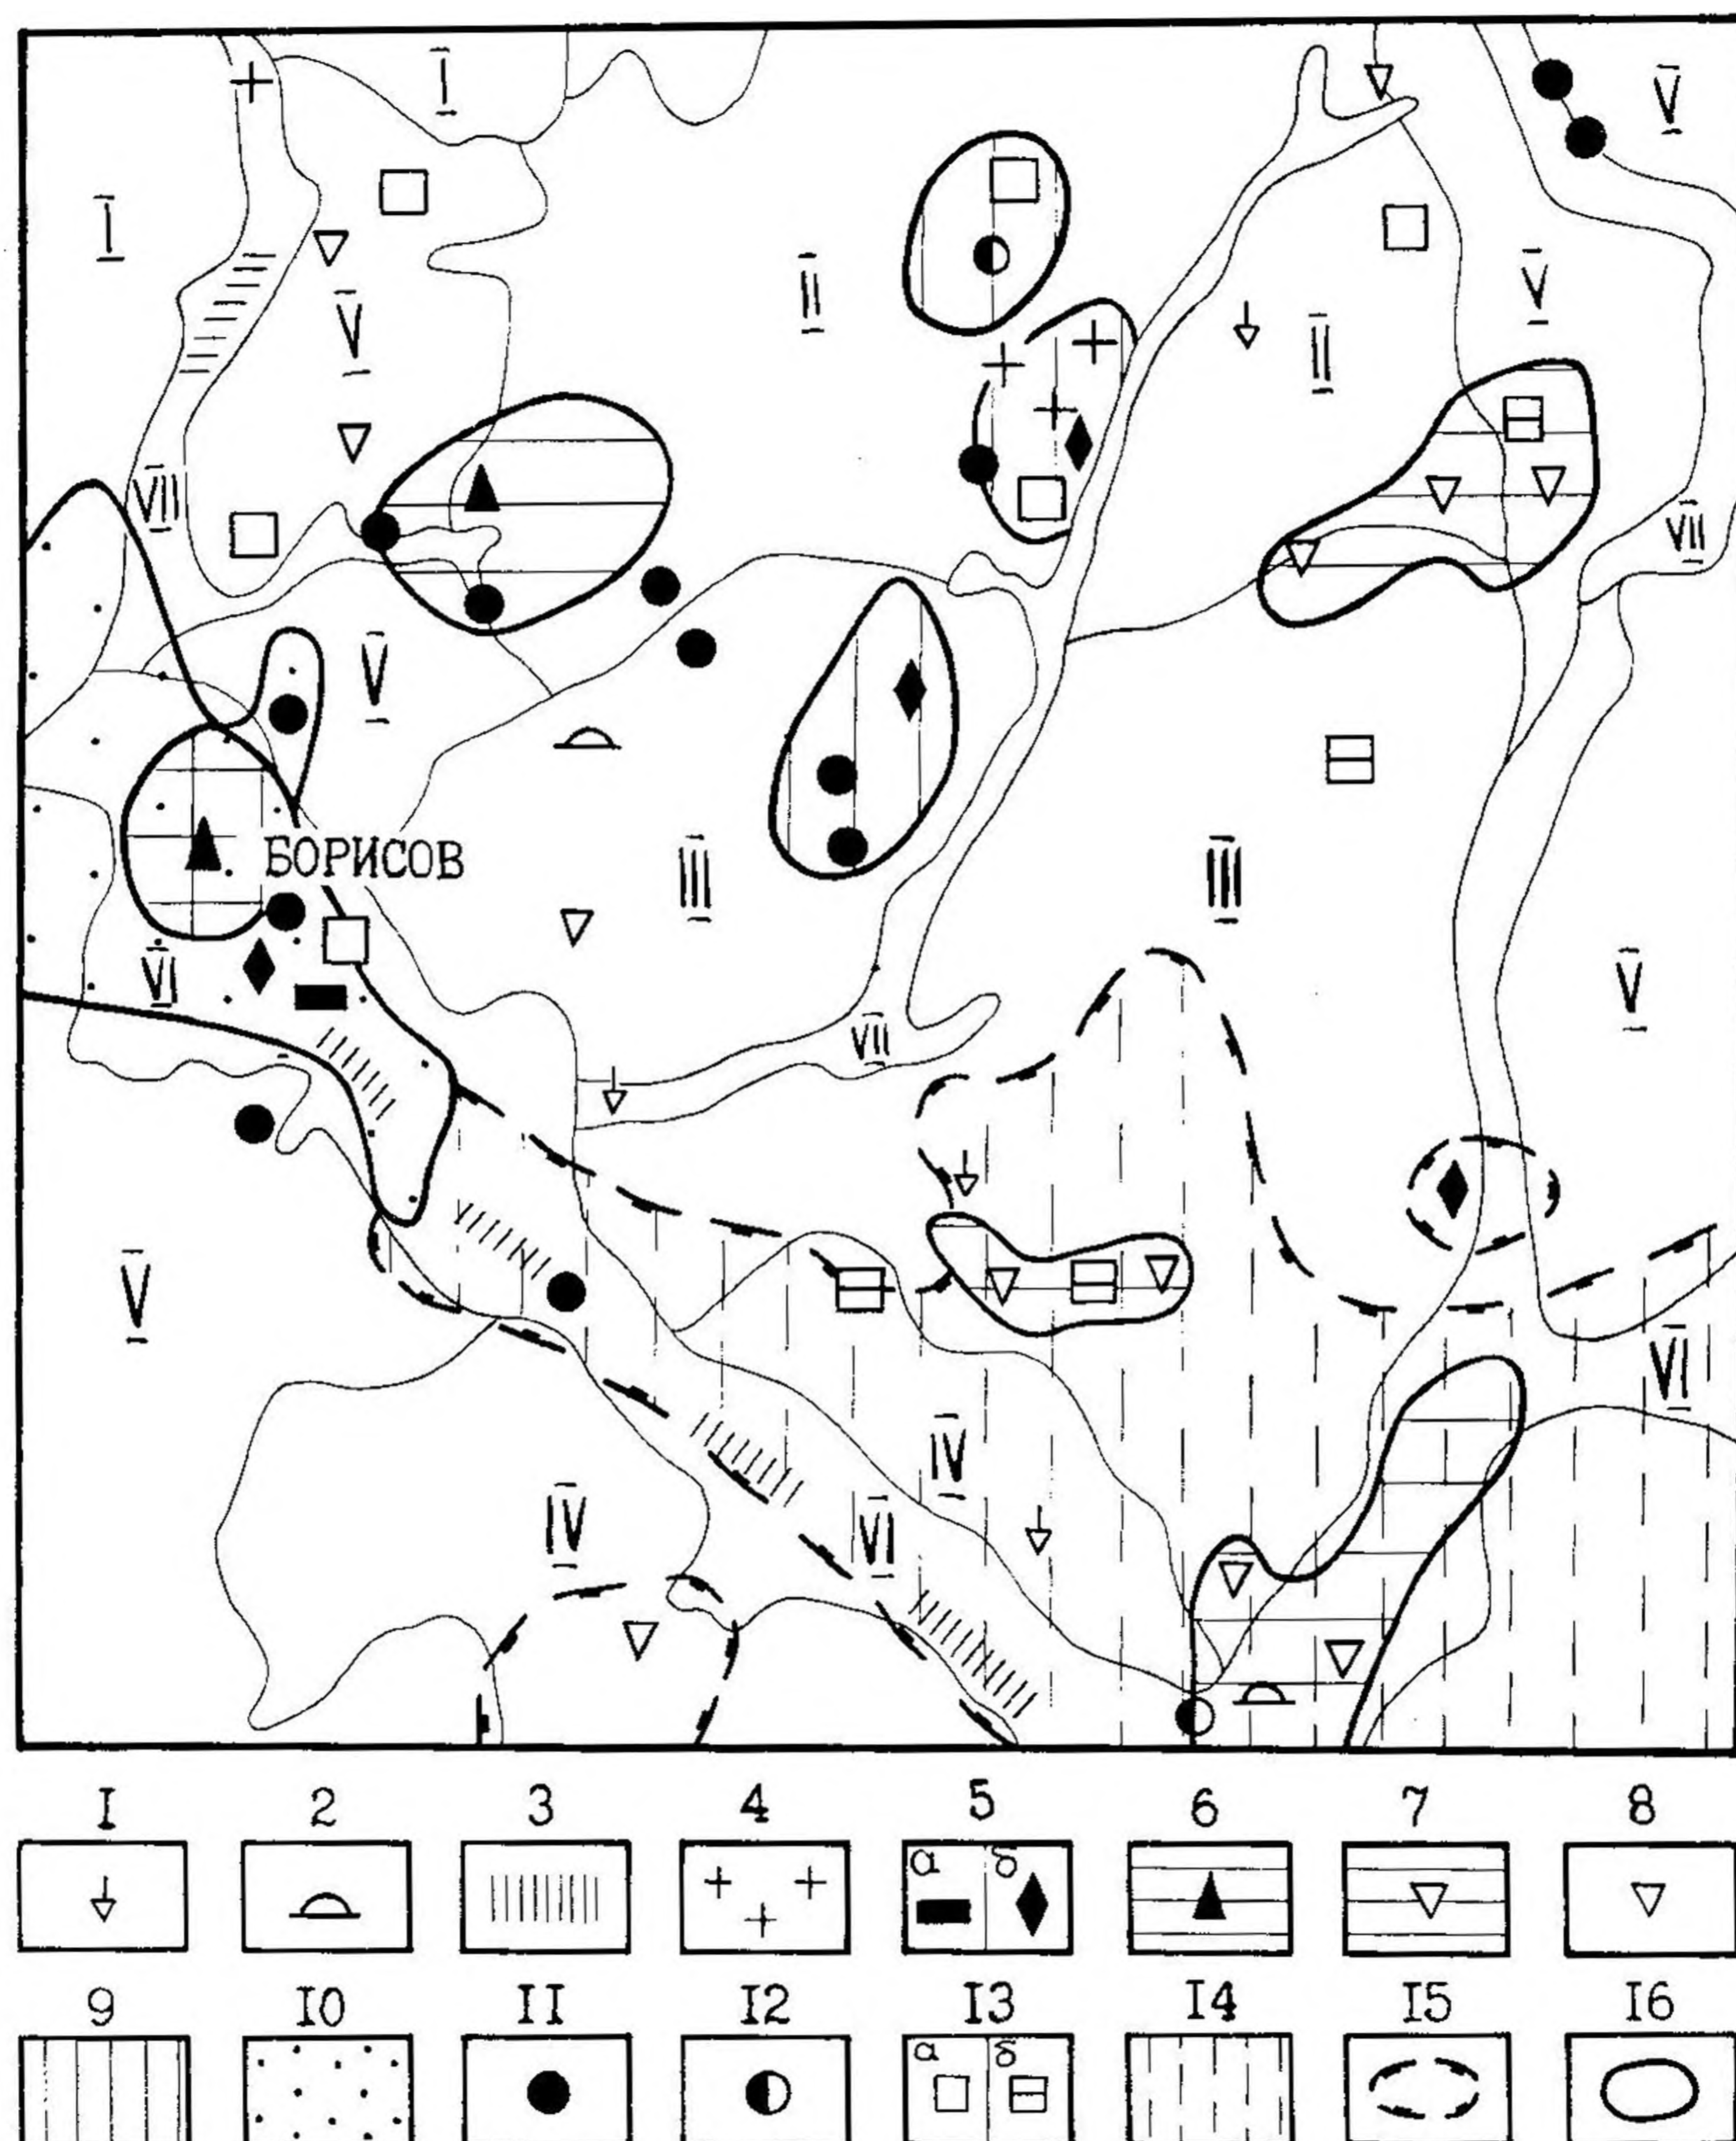 I
V
I
II
V
V
II
VII
VII
V
БОРИСОВ
III
III
VI
V
VII
V
VI
IV
IV
VI
I 2 3 4 5 6 7 8
а б
9 I0 II I2 I3 I4 I5 I6
а б